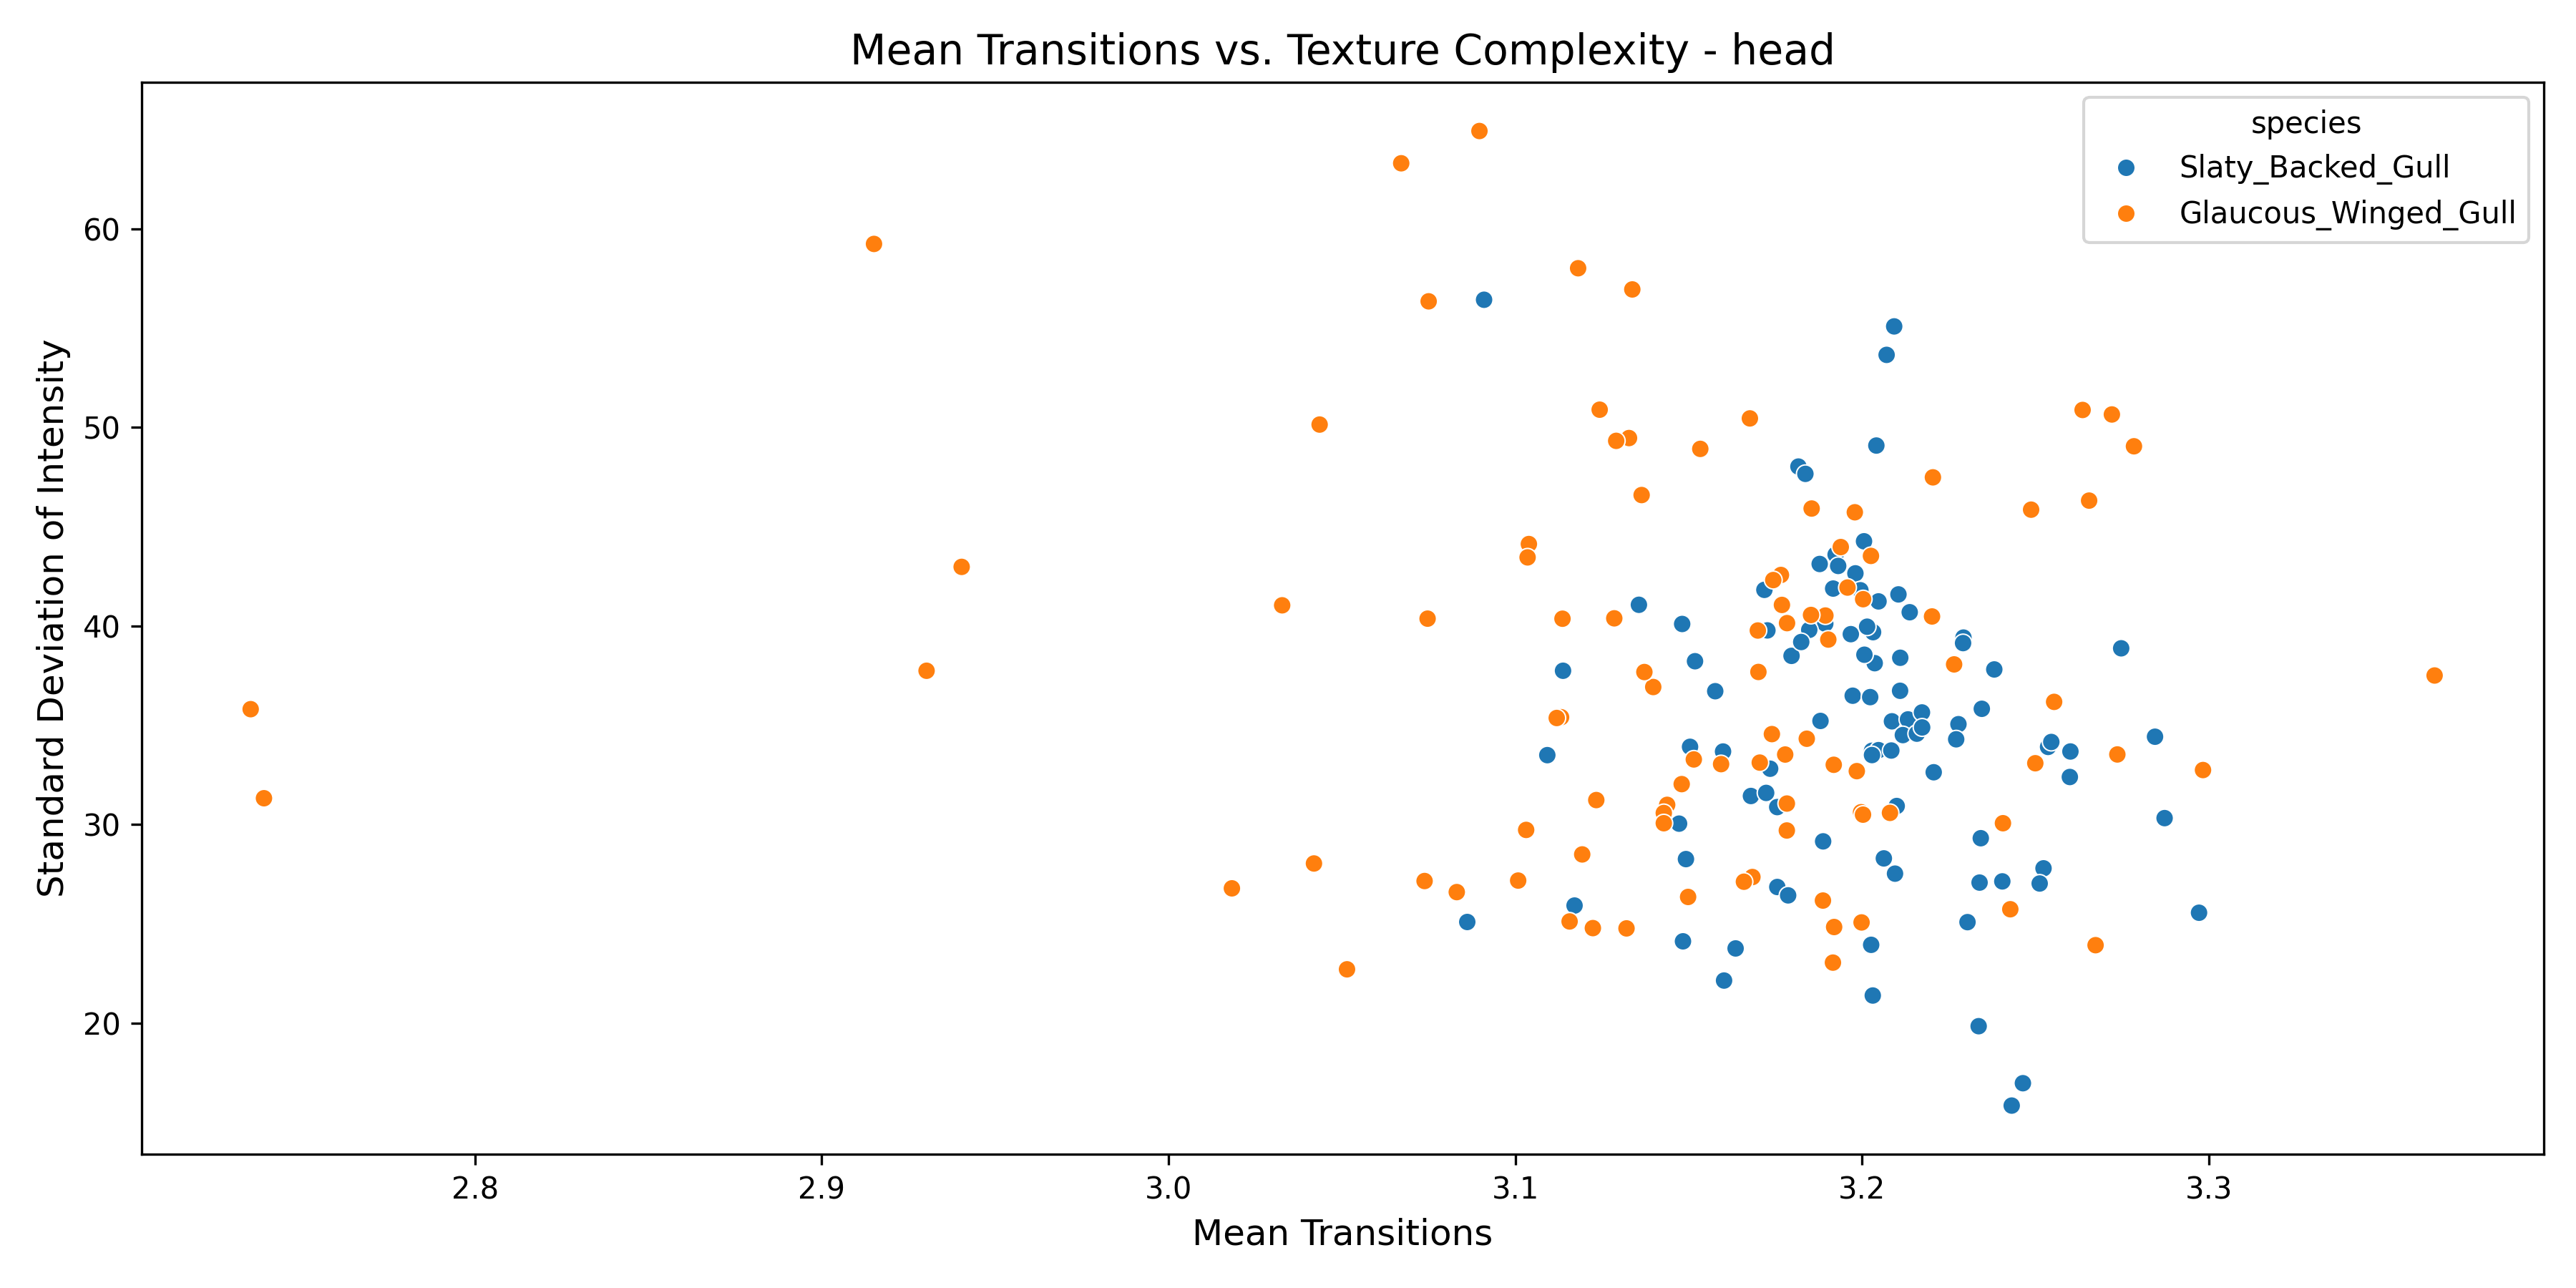 Mean Transitions vs. Texture Complexity - head
species
Slaty_Backed_Gull
Glaucous_Winged_Gull
Standard Deviation of Intensity
60
50
40
30
20
2.8 2.9 3.0 3.1 3.2 3.3
Mean Transitions